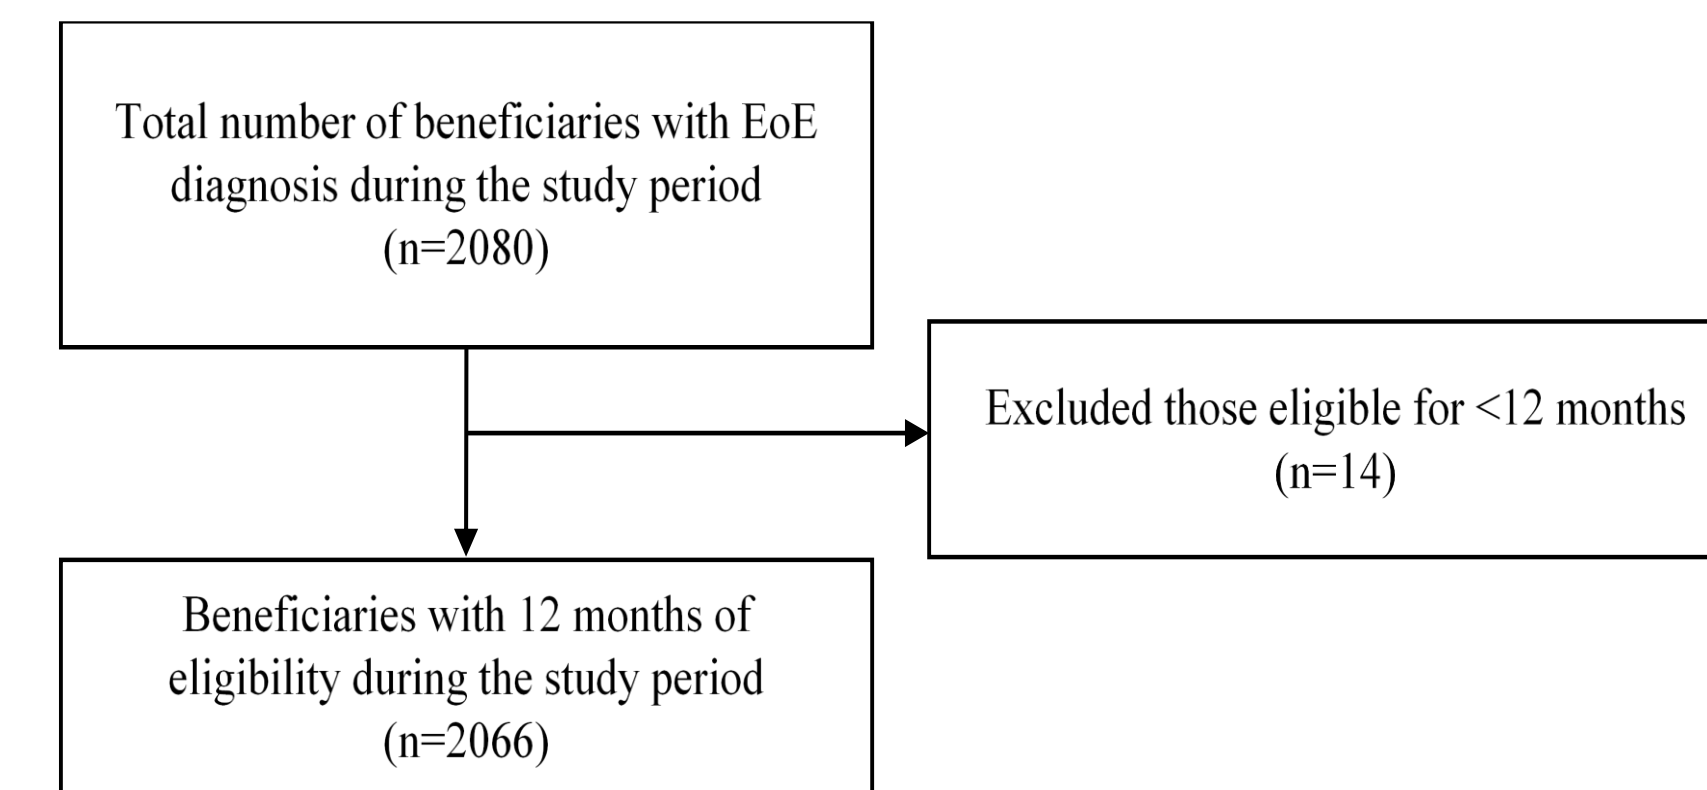 Total number of beneficiaries with EoE
diagnosis during the study period
(n=2080)
Excluded those eligible for <12 months
(n=14)
Beneficiaries with 12 months of
eligibility during the study period
(n=2066)